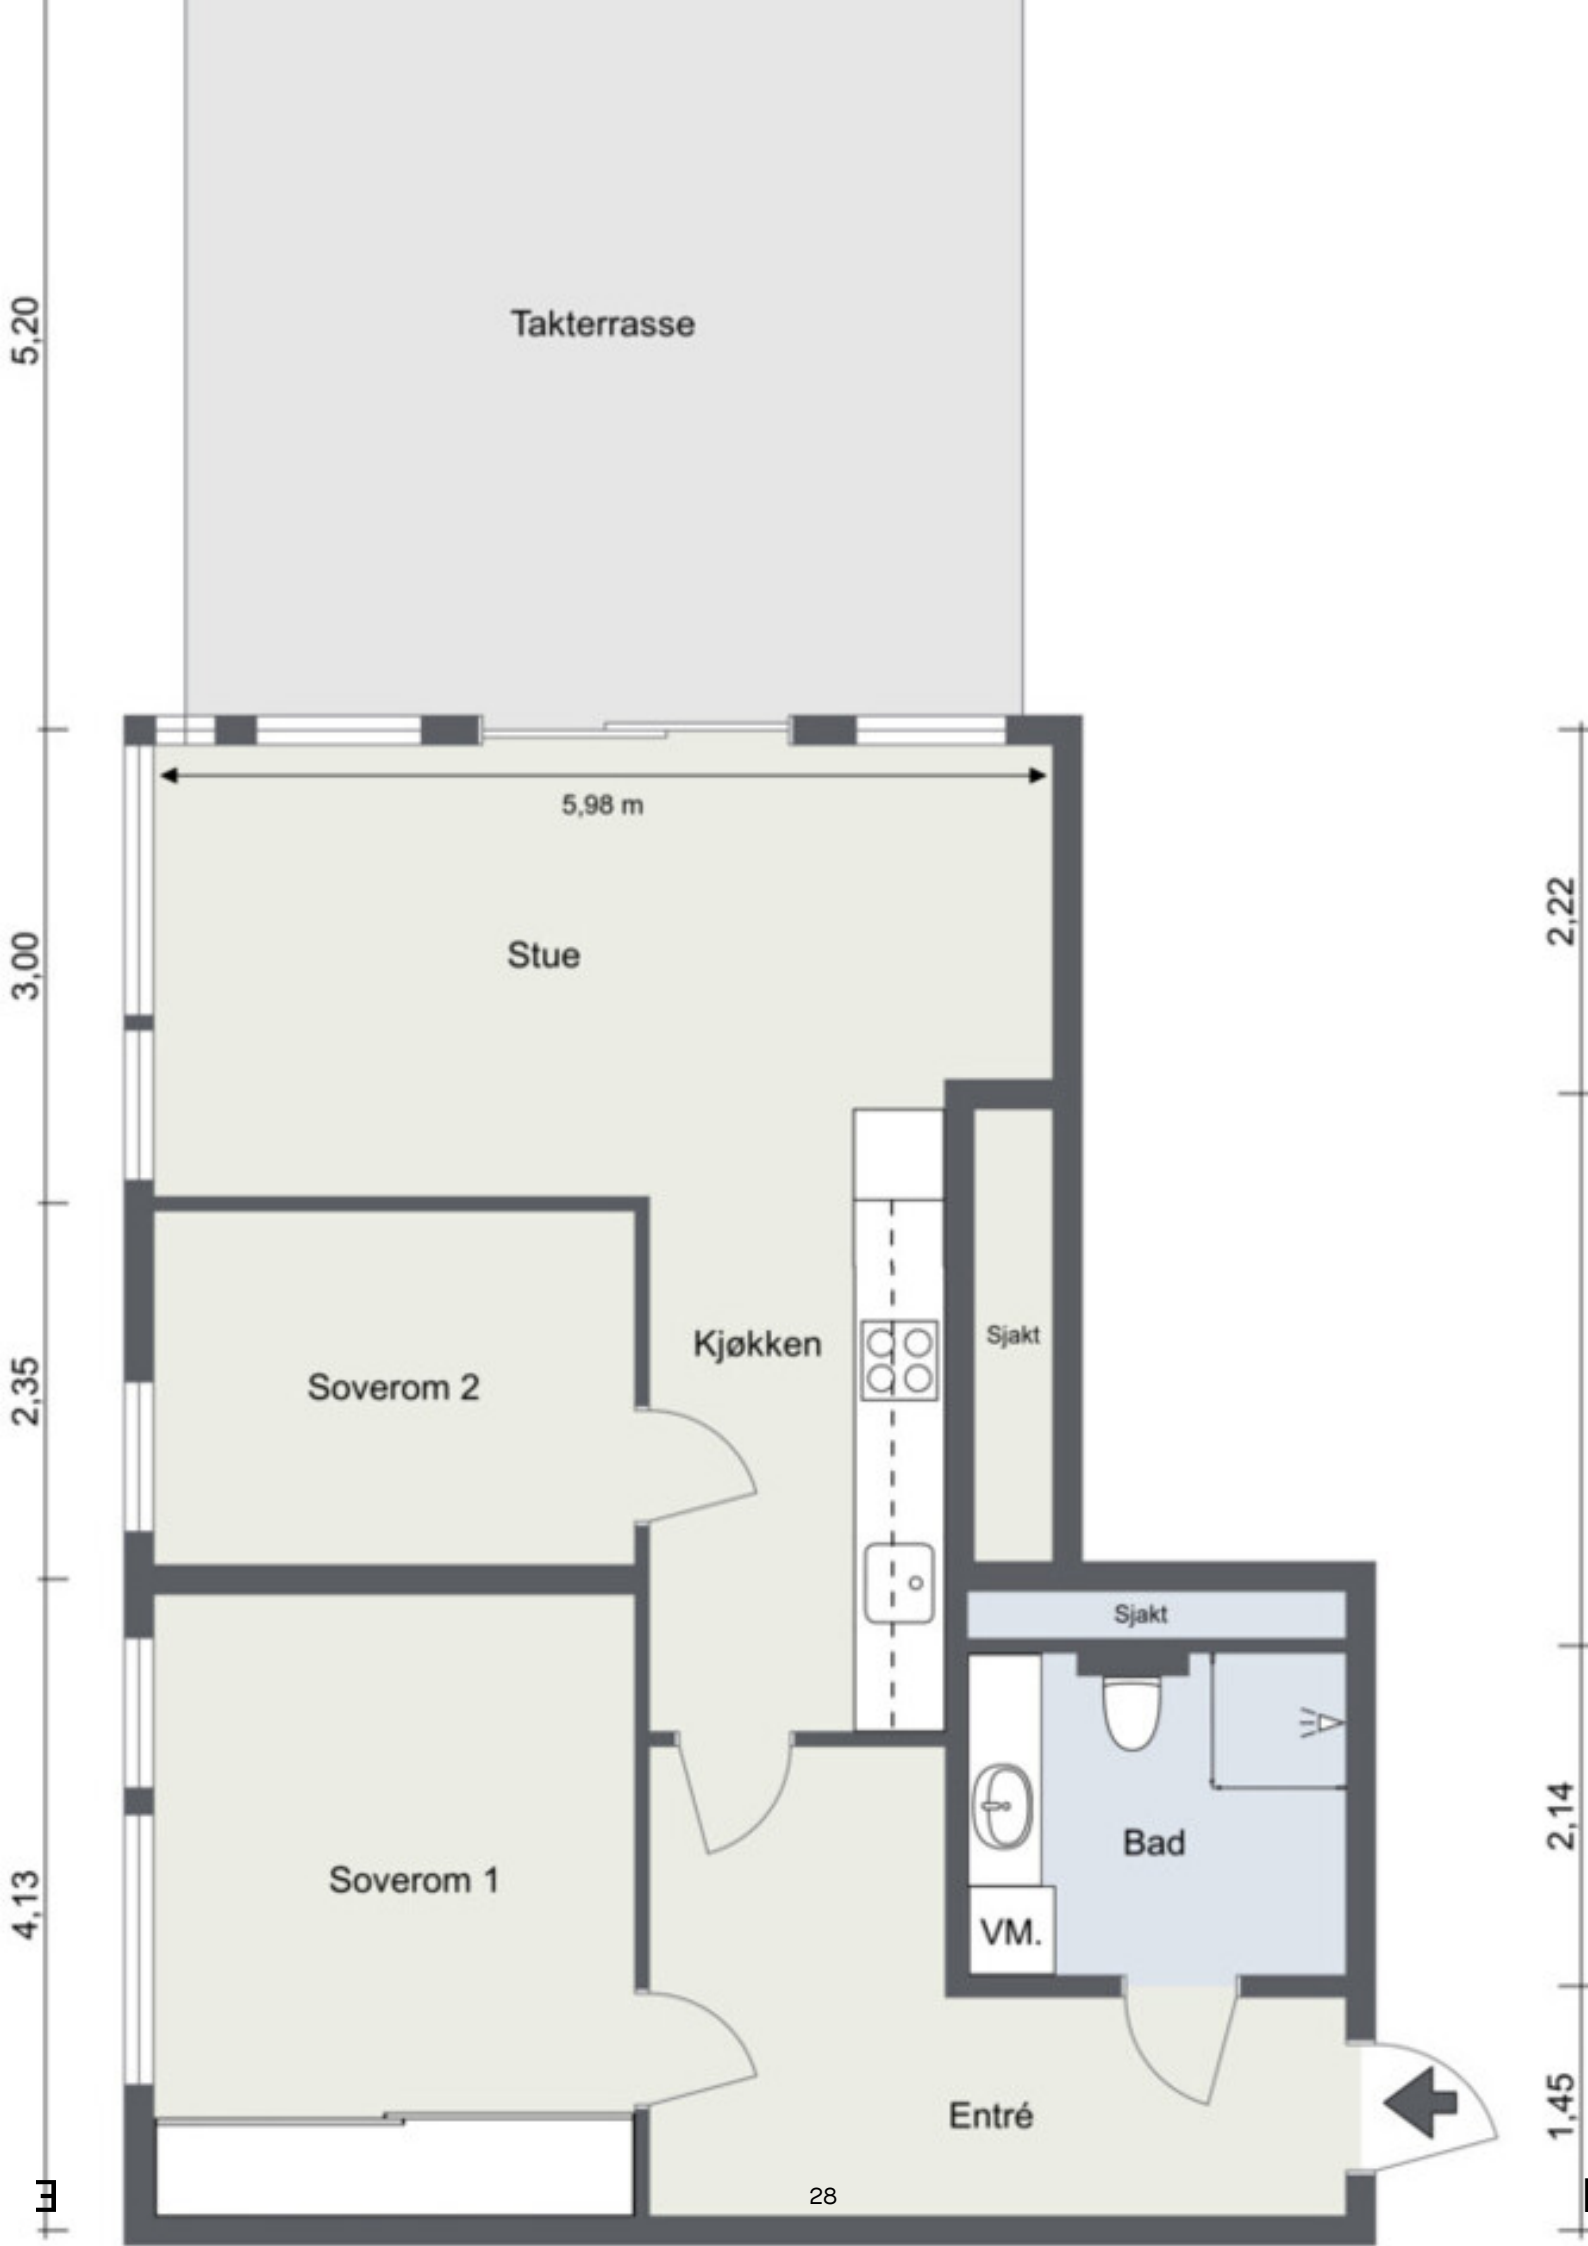 5,20
Takterrasse
5,98 m
2,22
Stue
3,00
Sjakt
Kjøkken
Soverom 2
2,35
Sjakt
2,14
Bad
Soverom 1
4,13
VM.
1,45
Entré
28